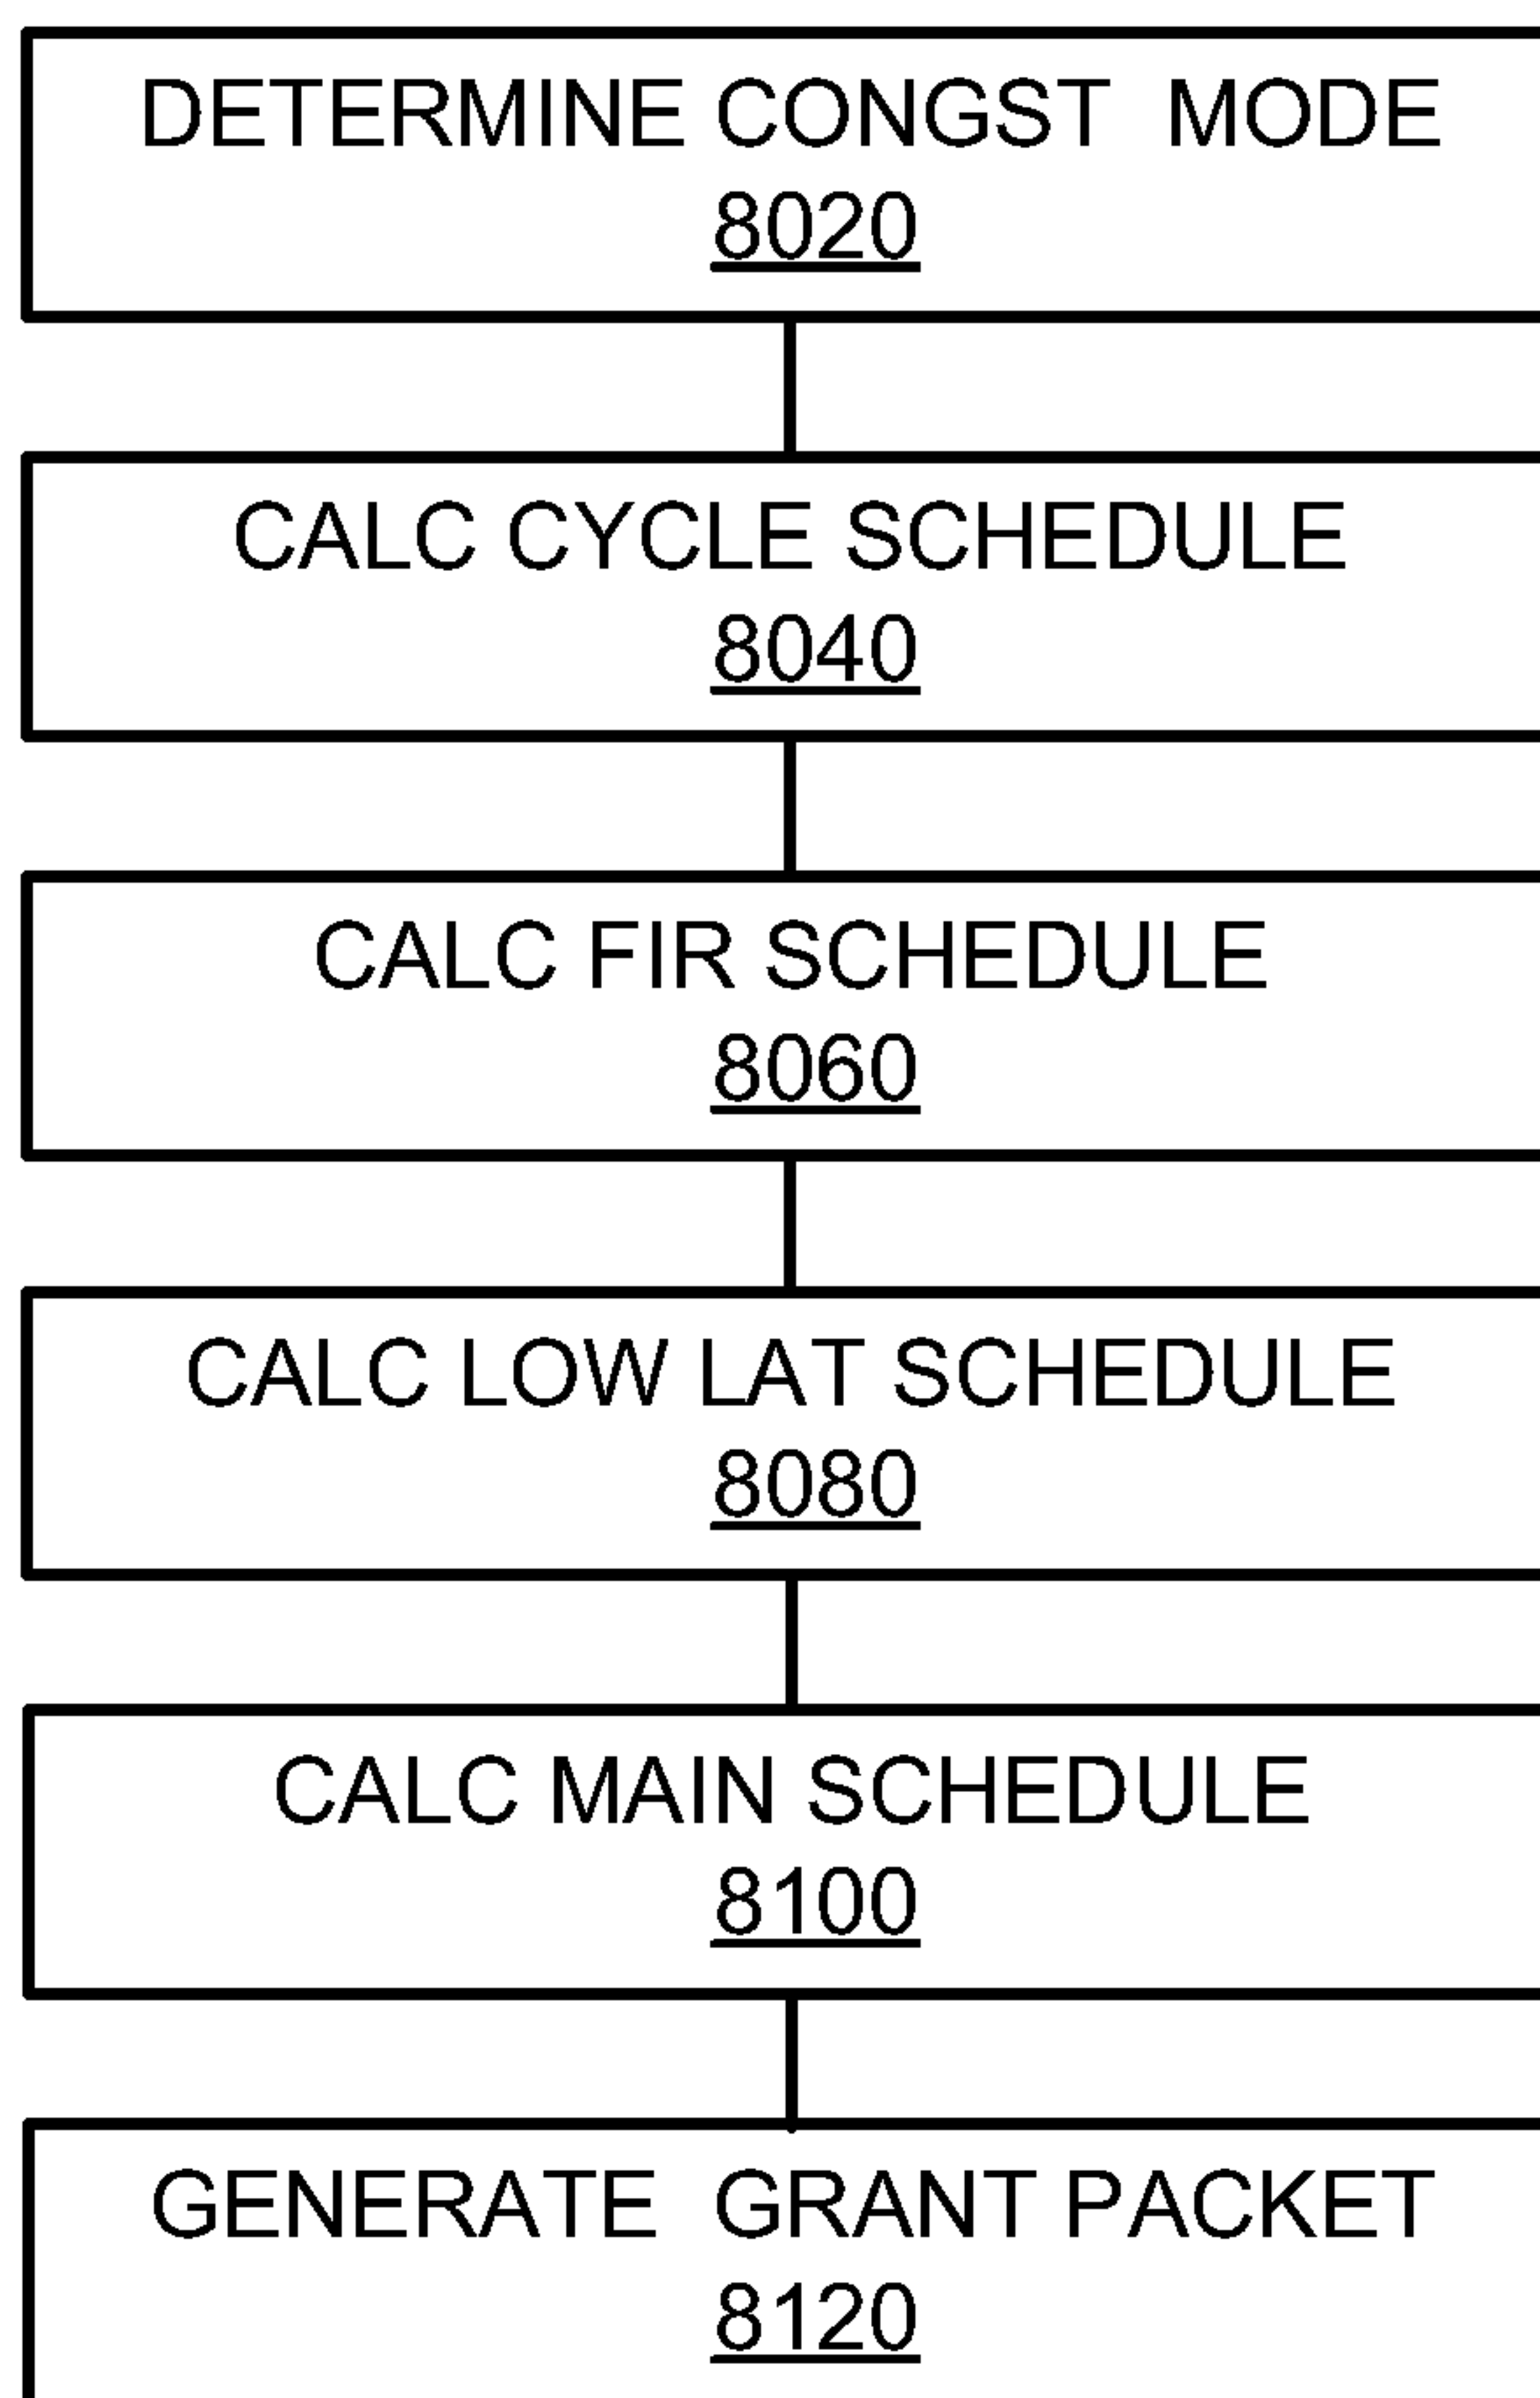 DETERMINE CONGST MODE
8020
CALC CYCLE SCHEDULE
8040
CALC FIR SCHEDULE
8060
CALC LOW LAT SCHEDULE
8080
CALC MAIN SCHEDULE
8100
GENERATE GRANT PACKET
8120